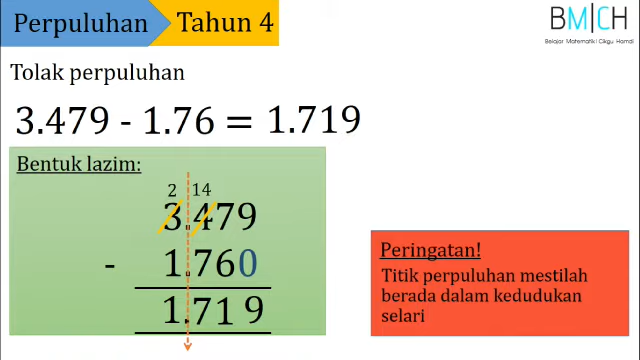 Perpuluhan Tahun 4
BM|CH
Belajar Matematik Cikgu Hamdi
Tolak perpuluhan
3.479 - 1.76 = 1.719
Bentuk lazim:
2 14
3.479
- 1.760
1.719
Peringatan!
Titik perpuluhan mestilah
berada dalam kedudukan
selari